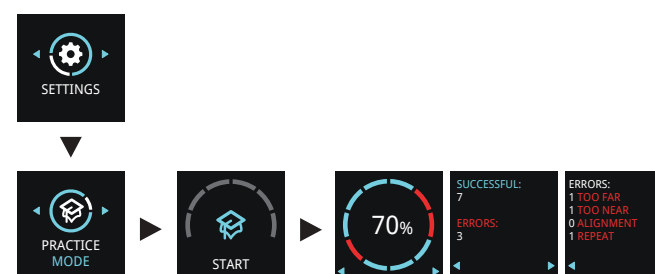 SETTINGS
PRACTICE
MODE
START
70%
SUCCESSFUL:
7
ERRORS:
3
ERRORS:
1 TOO FAR
1 TOO NEAR
0 ALIGNMENT
1 REPEAT